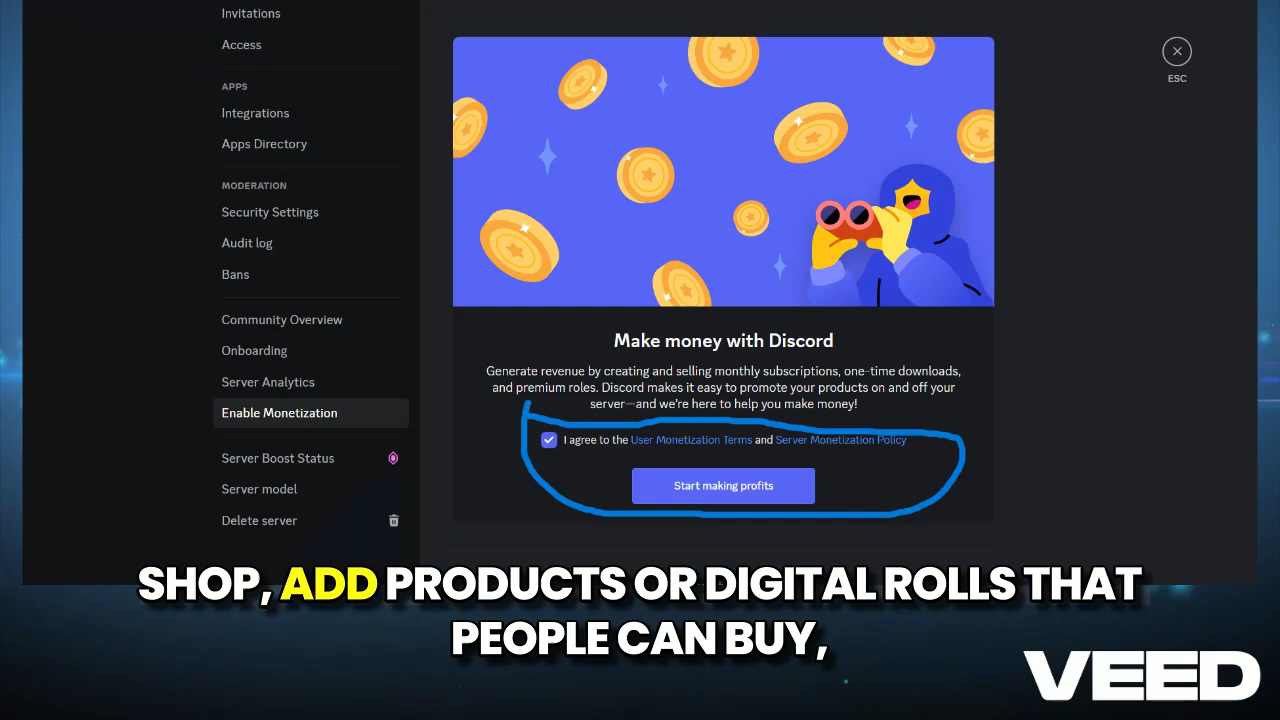 Invitations
Access
APPS
Integrations
Apps Directory
MODERATION
Security Settings
Audit log
Bans
Community Overview
Onboarding
Server Analytics
Enable Monetization
Server Boost Status
Server model
Delete server
ESC
Make money with Discord
Generate revenue by creating and selling monthly subscriptions, one-time downloads,
and premium roles. Discord makes it easy to promote your products on and off your
server—and we're here to help you make money!
I agree to the User Monetization Terms and Server Monetization Policy
Start making profits
SHOP, ADD PRODUCTS OR DIGITAL ROLLS THAT
PEOPLE CAN BUY,
VEED